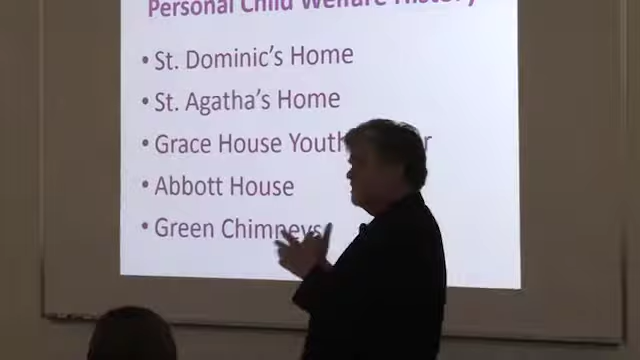 Personal Child Welfare History
• St. Dominic's Home
• St. Agatha's Home
• Grace House Youth
• Abbott House
• Green Chimneys